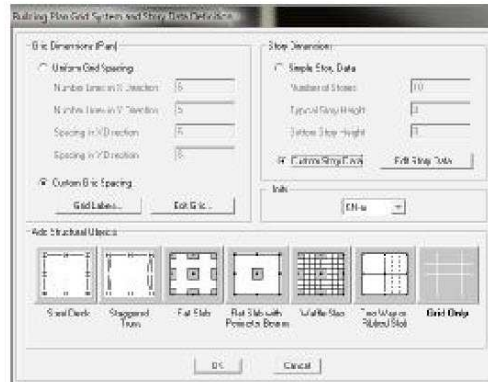 Building Plan Grid System and Story Data Definition
Grid Dimensions (Plan)
Uniform Grid Spacing
Number Lines in X Direction
Number Lines in Y Direction
Spacing in X Direction
Spacing in Y Direction
Custom Grid Spacing
Grid Labels...
Edit Grid...
Story Dimensions
Simple Story Data
Number of Stories
10
Typical Story Height
3
Bottom Story Height
3
Custom Story Data
Edit Story Data
Units
KN-m
Add Structural Objects
Steel Deck
Staggered Truss
Flat Slab
Flat Slab with Perimeter Beams
Waffle Slab
Two Way or Ribbed Slab
Grid Only
OK
Cancel